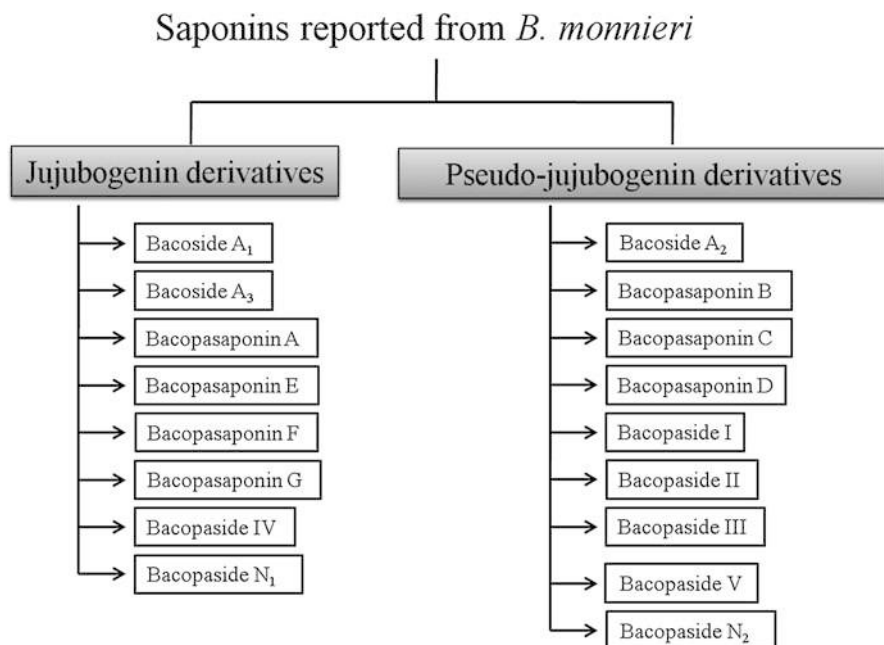 Saponins reported from B. monnieri
Jujubogenin derivatives
Bacoside A₁
Bacoside A₃
Bacopasaponin A
Bacopasaponin E
Bacopasaponin F
Bacopasaponin G
Bacopaside IV
Bacopaside N₁
Pseudo-jujubogenin derivatives
Bacoside A₂
Bacopasaponin B
Bacopasaponin C
Bacopasaponin D
Bacopaside I
Bacopaside II
Bacopaside III
Bacopaside V
Bacopaside N₂